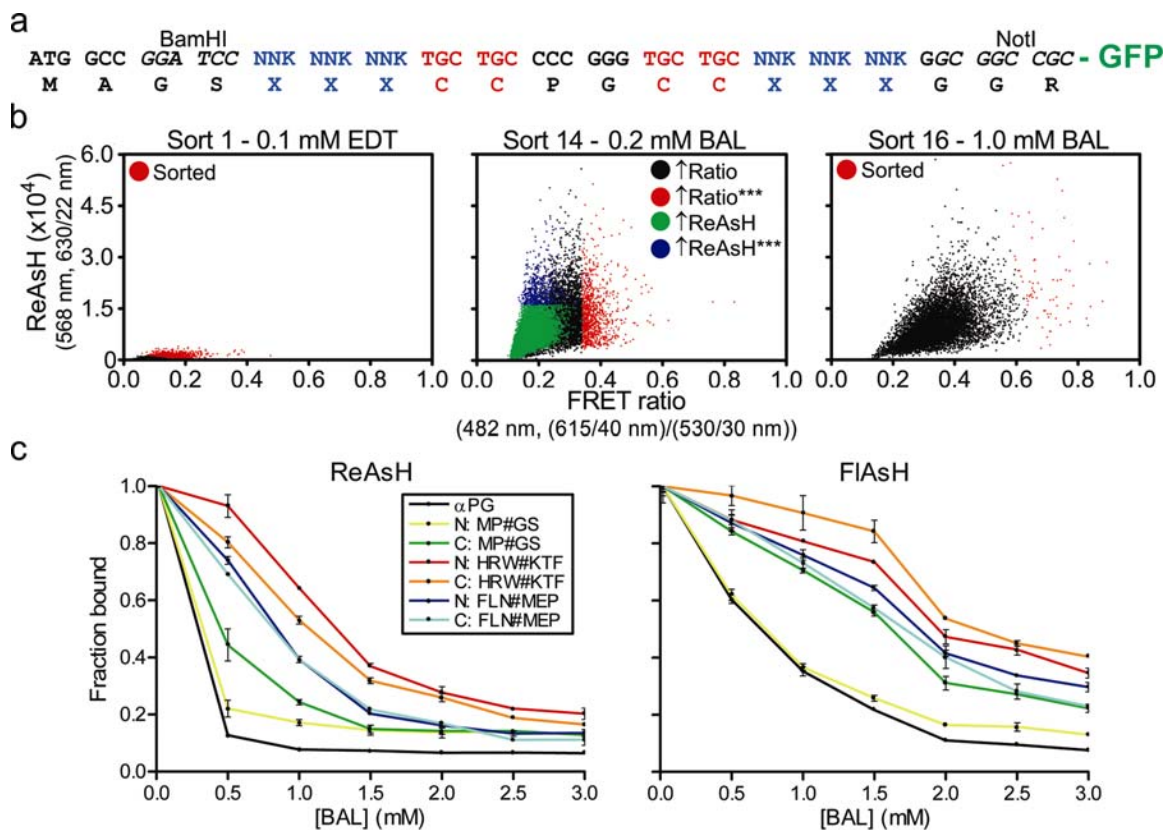 a
BamHI NotI
ATG GCC GGA TCC NNK NNK NNK TGC TGC CCC GGG TGC TGC NNK NNK NNK GGC GGC CGC - GFP
M A G S X X X C C P G C C X X X G G R
b
Sort 1 - 0.1 mM EDT Sort 14 - 0.2 mM BAL Sort 16 - 1.0 mM BAL
ReAsH (x10⁴)
(568 nm, 630/22 nm)
6.0
4.5
3.0
1.5
0.0
Sorted
↑Ratio
↑Ratio***
↑ReAsH
↑ReAsH***
Sorted
0.0 0.2 0.4 0.6 0.8 1.0 0.0 0.2 0.4 0.6 0.8 1.0 0.0 0.2 0.4 0.6 0.8 1.0
FRET ratio
(482 nm, (615/40 nm)/(530/30 nm))
c
ReAsH FlAsH
Fraction bound
1.0
0.8
0.6
0.4
0.2
0.0
αPG
N: MP#GS
C: MP#GS
N: HRW#KTF
C: HRW#KTF
N: FLN#MEP
C: FLN#MEP
0.0 0.5 1.0 1.5 2.0 2.5 3.0 0.0 0.5 1.0 1.5 2.0 2.5 3.0
[BAL] (mM) [BAL] (mM)